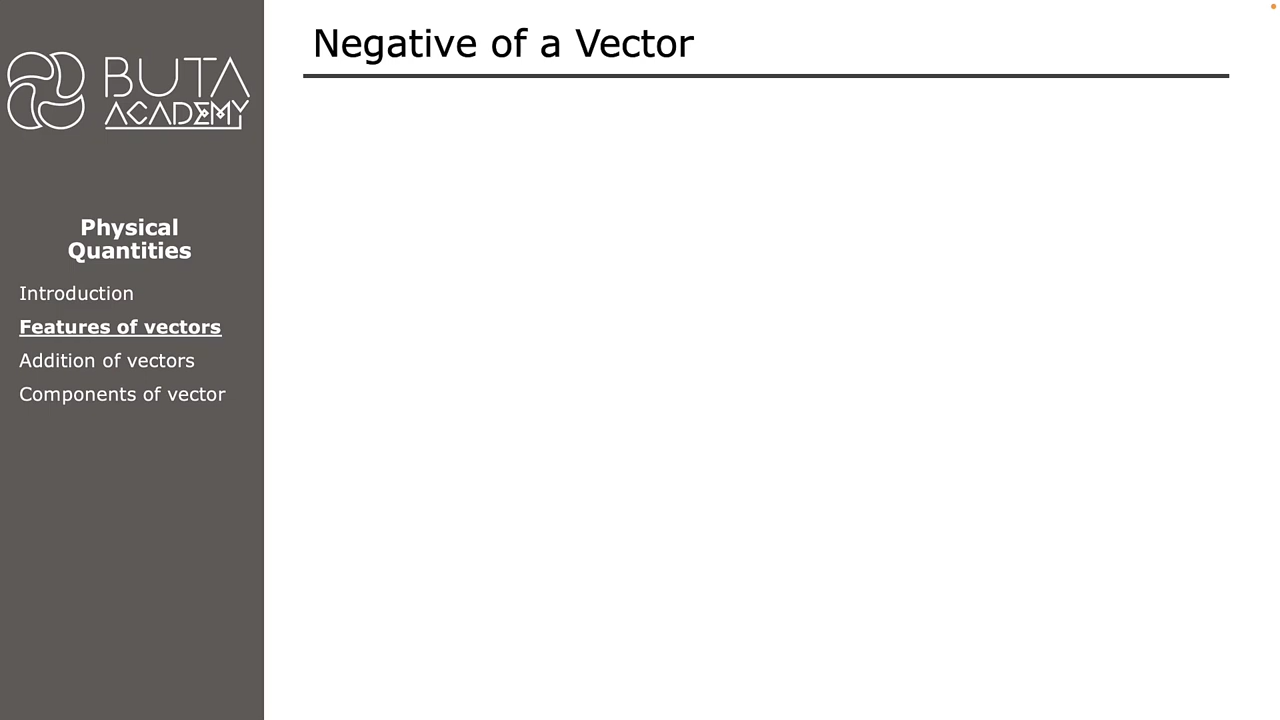 BUTA
ACADEMY
Negative of a Vector
Physical
Quantities
Introduction
Features of vectors
Addition of vectors
Components of vector